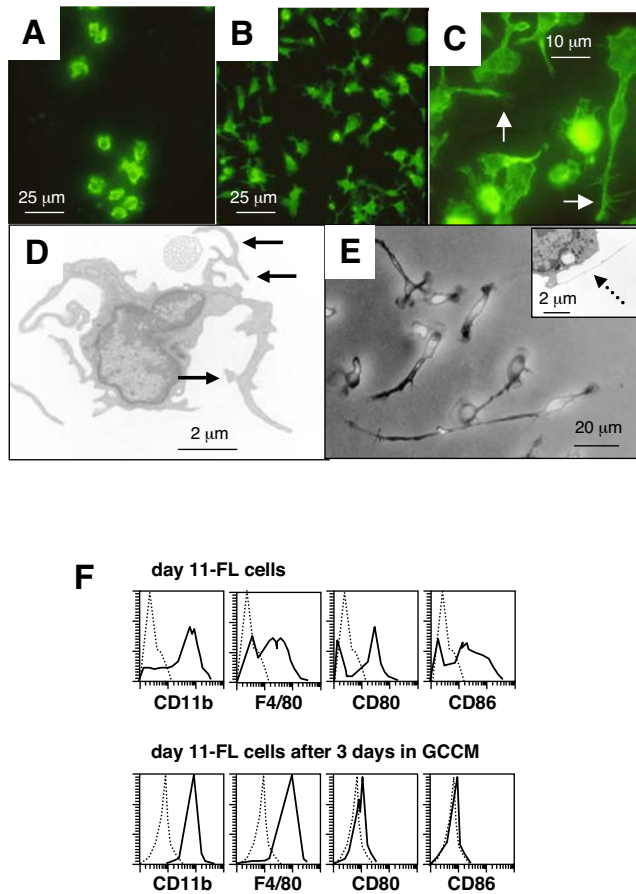 A
B
C
10 µm
25 µm
25 µm
D
E
2 µm
2 µm
20 µm
F
day 11-FL cells
CD11b F4/80 CD80 CD86
day 11-FL cells after 3 days in GCCM
CD11b F4/80 CD80 CD86